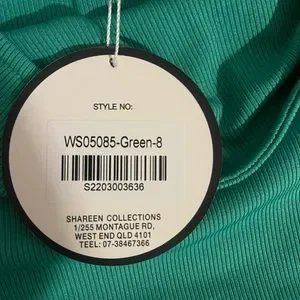 STYLE NO:
WS05085-Green-8
S2203003636
SHAREEN COLLECTIONS
1/255 MONTAGUE RD,
WEST END QLD 4101
TEEL: 07-38467366